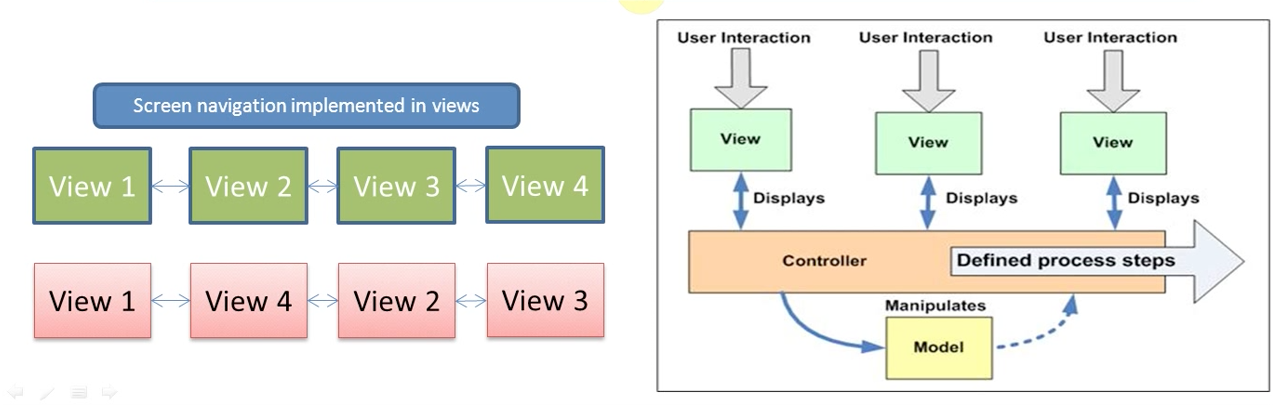 Screen navigation implemented in views
View 1
View 2
View 3
View 4
View 1
View 4
View 2
View 3
User Interaction
User Interaction
User Interaction
View
View
View
Displays
Displays
Displays
Controller
Defined process steps
Manipulates
Model